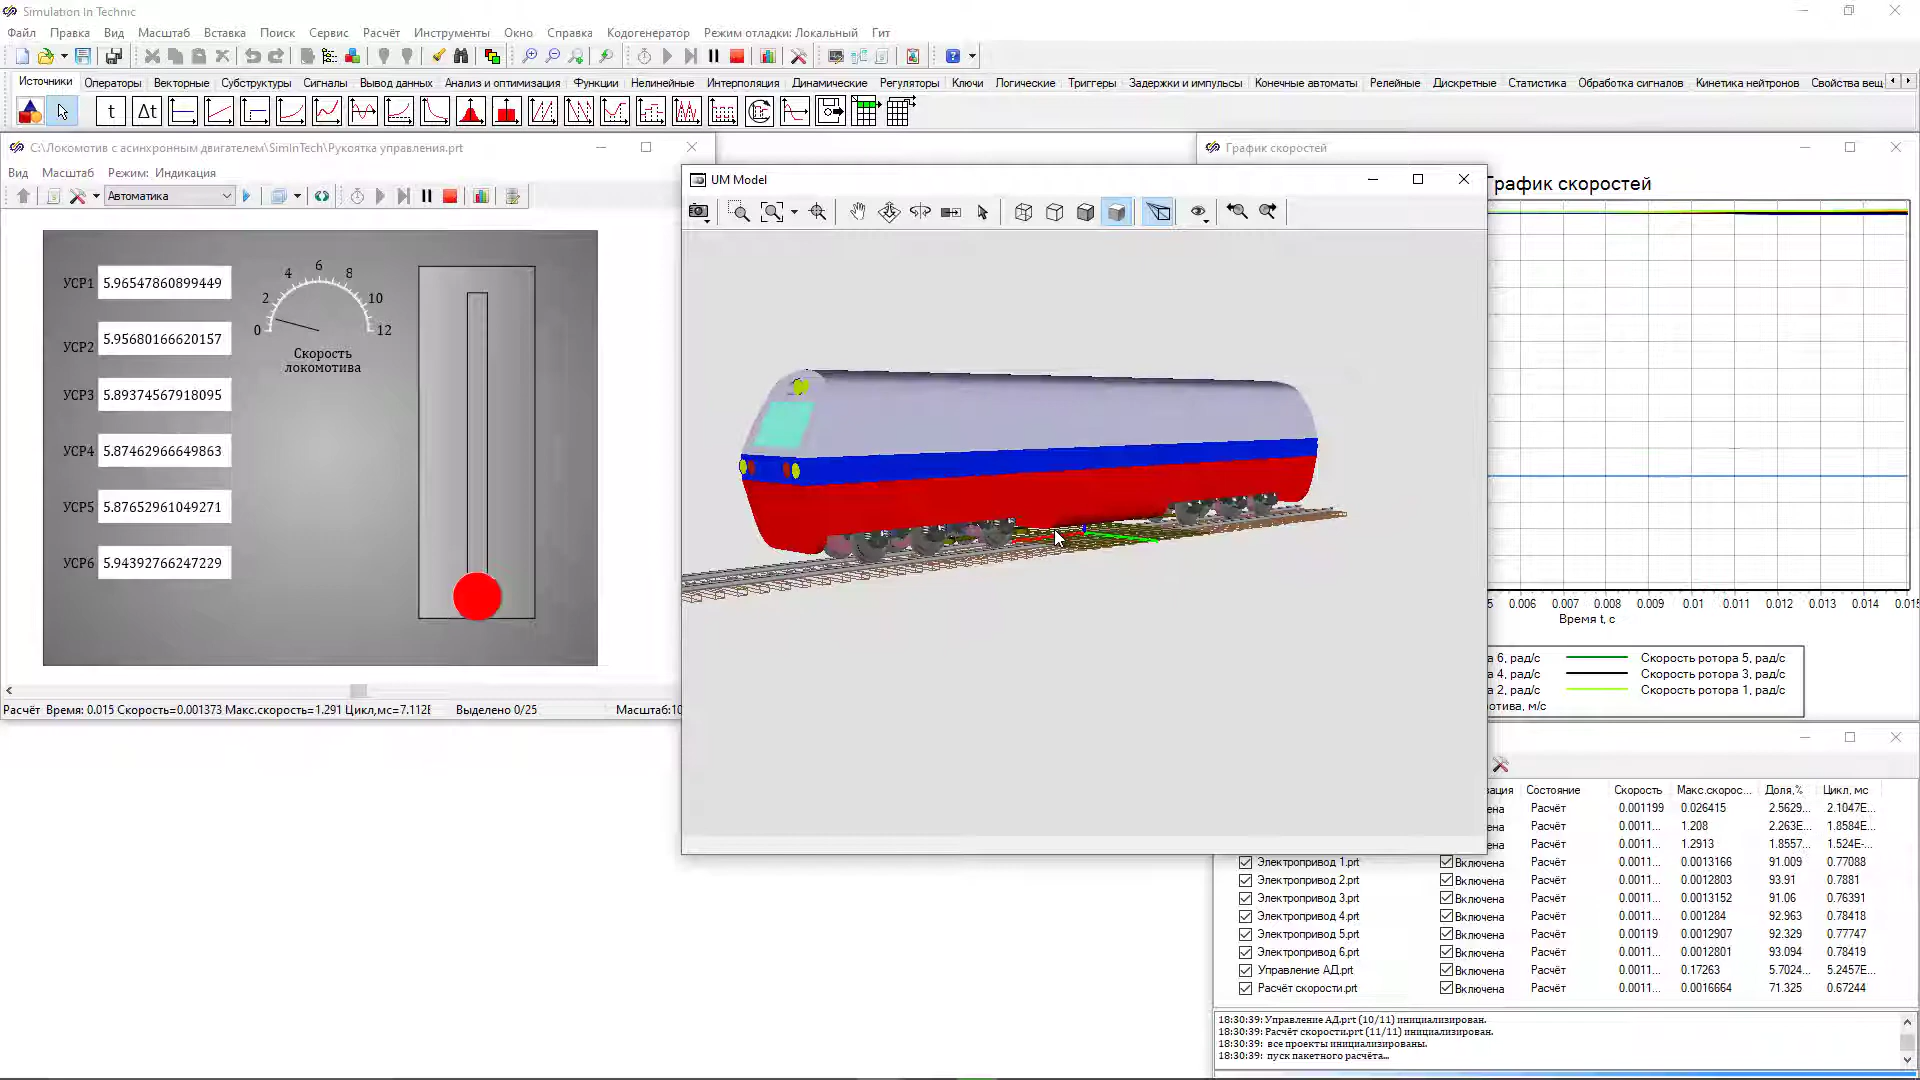 Simulation In Technic
Файл Правка Вид Масштаб Вставка Поиск Сервис Расчёт Инструменты Окно Справка Кодогенератор Режим отладки: Локальный Гит
Источники Операторы Векторные Субструктуры Сигналы Вывод данных Анализ и оптимизация Функции Нелинейные Интерполяция Динамические Регуляторы Ключи Логические Триггеры Задержки и импульсы Конечные автоматы Релейные Дискретные Статистика Обработка сигналов Кинетика нейтронов Свойства вещ
t Δt
C:\Локомотив с асинхронным двигателем\SimInTech\Рукоятка управления.prt
Вид Масштаб Режим: Индикация
Автоматика
УСР1 5.96547860899449
УСР2 5.95680166620157
УСР3 5.89374567918095
УСР4 5.87462966649863
УСР5 5.87652961049271
УСР6 5.94392766247229
0 2 4 6 8 10 12
Скорость
локомотива
Расчёт Время: 0.015 Скорость=0.001373 Макс.скорость=1.291 Цикл,мс=7.112E Выделено 0/25 Масштаб:10
UM Model
График скоростей
График скоростей
5 0.006 0.007 0.008 0.009 0.01 0.011 0.012 0.013 0.014 0.015
Время t, с
а 6, рад/с Скорость ротора 5, рад/с
а 4, рад/с Скорость ротора 3, рад/с
а 2, рад/с Скорость ротора 1, рад/с
отива, м/с
зация Состояние Скорость Макс.скорос... Доля,% Цикл, мс
ена Расчёт 0.001199 0.026415 2.5629... 2.1047E...
ена Расчёт 0.0011... 1.208 2.263E... 1.8584E...
ена Расчёт 0.0011... 1.2913 1.8557... 1.524E-...
Электропривод 1.prt Включена Расчёт 0.0011... 0.0013166 91.009 0.77088
Электропривод 2.prt Включена Расчёт 0.0011... 0.0012803 93.91 0.7881
Электропривод 3.prt Включена Расчёт 0.0011... 0.0013152 91.06 0.76391
Электропривод 4.prt Включена Расчёт 0.0011... 0.001284 92.963 0.78418
Электропривод 5.prt Включена Расчёт 0.00119 0.0012907 92.329 0.77747
Электропривод 6.prt Включена Расчёт 0.0011... 0.0012801 93.094 0.78419
Управление АД.prt Включена Расчёт 0.0011... 0.17263 5.7024... 5.2457E...
Расчёт скорости.prt Включена Расчёт 0.0011... 0.0016664 71.325 0.67244
18:30:39: Управление АД.prt (10/11) инициализирован.
18:30:39: Расчёт скорости.prt (11/11) инициализирован.
18:30:39: все проекты инициализированы.
18:30:39: пуск пакетного расчёта...